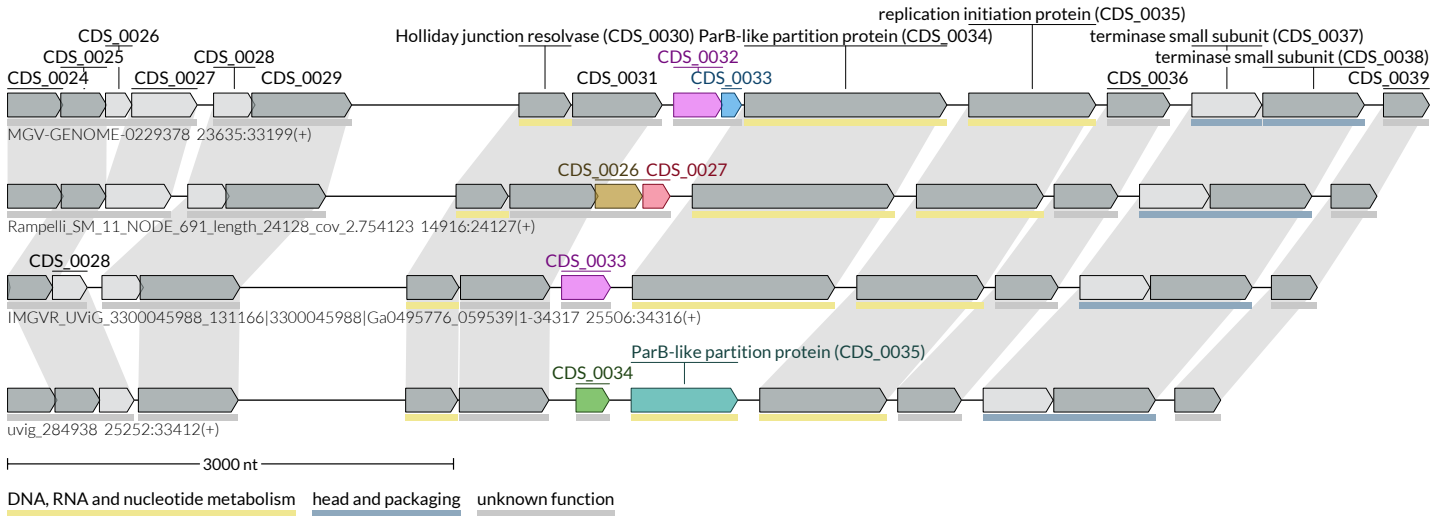 replication initiation protein (CDS_0035)
CDS_0026 Holliday junction resolvase (CDS_0030) ParB-like partition protein (CDS_0034) terminase small subunit (CDS_0037)
CDS_0025 CDS_0028 CDS_0032 terminase small subunit (CDS_0038)
CDS_0024 CDS_0027 CDS_0029 CDS_0031 CDS_0033 CDS_0036 CDS_0039
MGV-GENOME-0229378 23635:33199(+)
CDS_0026 CDS_0027
Rampelli_SM_11_NODE_691_length_24128_cov_2.754123 14916:24127(+)
CDS_0028 CDS_0033
IMGVR_UViG_3300045988_131166|3300045988|Ga0495776_059539|1-34317 25506:34316(+)
ParB-like partition protein (CDS_0035)
CDS_0034
uvig_284938 25252:33412(+)
3000 nt
DNA, RNA and nucleotide metabolism head and packaging unknown function